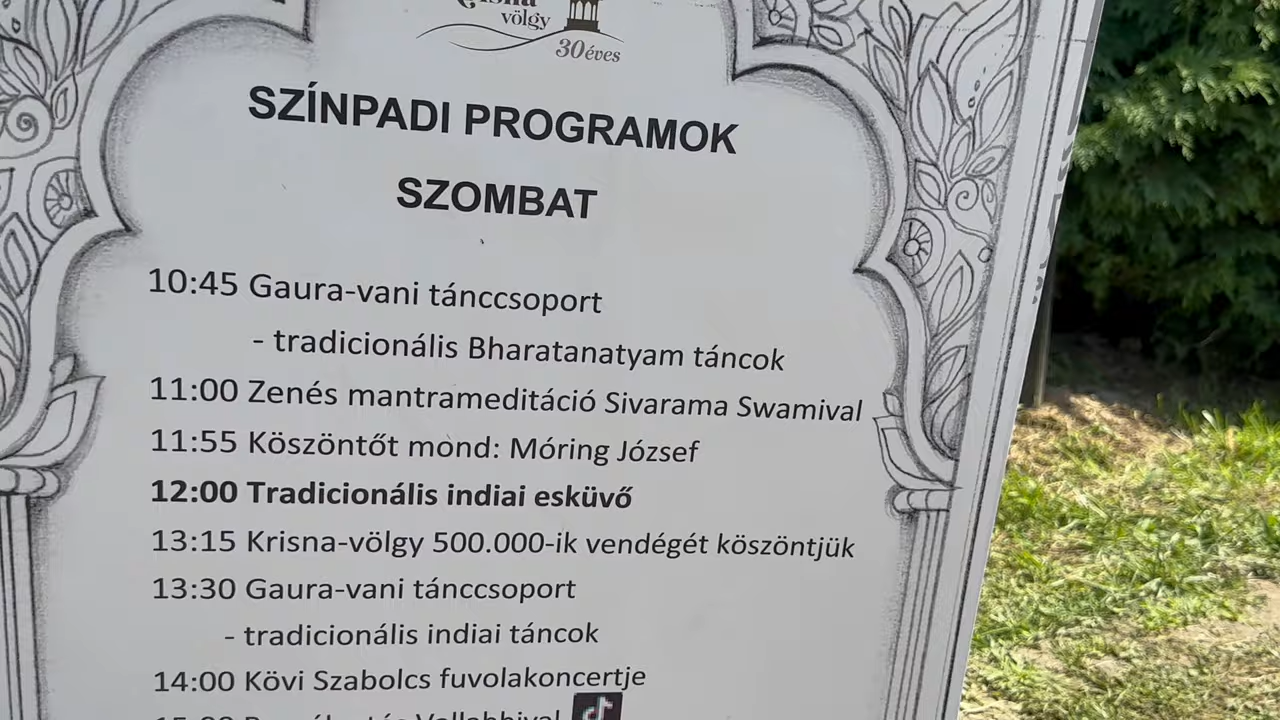 völgy
30 éves
SZÍNPADI PROGRAMOK
SZOMBAT
10:45 Gaura-vani tánccsoport
- tradicionális Bharatanatyam táncok
11:00 Zenés mantrameditáció Sivarama Swamival
11:55 Köszöntőt mond: Móring József
12:00 Tradicionális indiai esküvő
13:15 Krisna-völgy 500.000-ik vendégét köszöntjük
13:30 Gaura-vani tánccsoport
- tradicionális indiai táncok
14:00 Kövi Szabolcs fuvolakoncertje